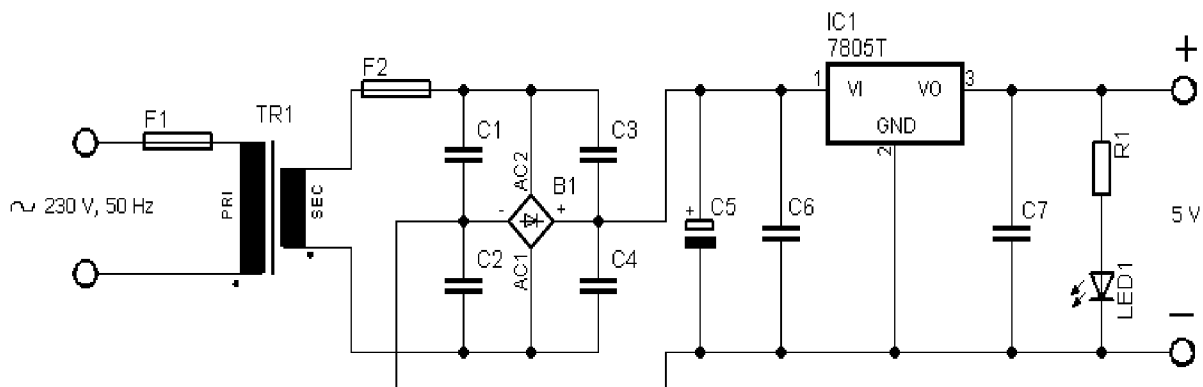 IC1
7805T
+
F2
1
VI
VO
3
GND
2
F1
TR1
C1
C3
R1
AC2
B1
~ 230 V, 50 Hz
PRI
SEC
-
+
+
C5
C6
C7
5 V
C2
C4
AC1
LED1
–